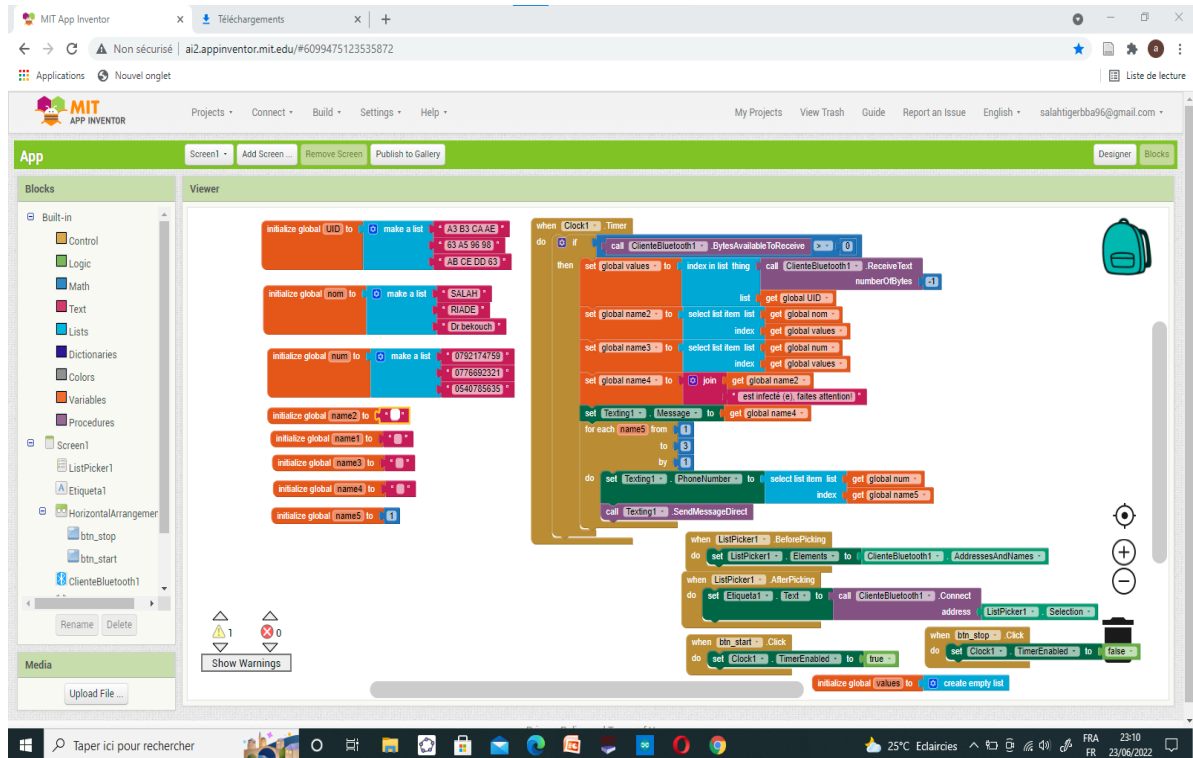 MIT App Inventor
Téléchargements
Non sécurisé
ai2.appinventor.mit.edu/#6099475123535872
a
Applications
Nouvel onglet
Liste de lecture
MIT
APP INVENTOR
Projects
Connect
Build
Settings
Help
My Projects
View Trash
Guide
Report an Issue
English
salahtigerbba96@gmail.com
App
Screen1
Add Screen ...
Remove Screen
Publish to Gallery
Designer
Blocks
Blocks
Viewer
Built-in
Control
Logic
Math
Text
Lists
Dictionaries
Colors
Variables
Procedures
Screen1
ListPicker1
Etiqueta1
HorizontalArrangemer
btn_stop
btn_start
ClienteBluetooth1
Rename
Delete
Media
Upload File ...
initialize global UID to make a list " A3 B3 CA AE "
" 63 A5 96 98 "
" AB CE DD 63 "
initialize global nom to make a list " SALAH "
" RIADE "
" Dr.bekouch "
initialize global num to make a list " 0792174759 "
" 0776692321 "
" 0540785635 "
initialize global name2 to " "
initialize global name1 to " "
initialize global name3 to " "
initialize global name4 to " "
initialize global name5 to 1
when Clock1 .Timer
do if call ClienteBluetooth1 .BytesAvailableToReceive > 0
then set global values to index in list thing call ClienteBluetooth1 .ReceiveText
numberOfBytes -1
list get global UID
set global name2 to select list item list get global nom
index get global values
set global name3 to select list item list get global num
index get global values
set global name4 to join get global name2
" est infecté (e), faites attention! "
set Texting1 . Message to get global name4
for each name5 from 1
to 3
by 1
do set Texting1 . PhoneNumber to select list item list get global num
index get global name5
call Texting1 .SendMessageDirect
when ListPicker1 .BeforePicking
do set ListPicker1 . Elements to ClienteBluetooth1 . AddressesAndNames
when ListPicker1 .AfterPicking
do set Etiqueta1 . Text to call ClienteBluetooth1 .Connect
address ListPicker1 . Selection
when btn_start .Click
do set Clock1 . TimerEnabled to true
when btn_stop .Click
do set Clock1 . TimerEnabled to false
initialize global values to create empty list
1
0
Show Warnings
Taper ici pour rechercher
25°C Eclaircies
FRA
FR
23:10
23/06/2022